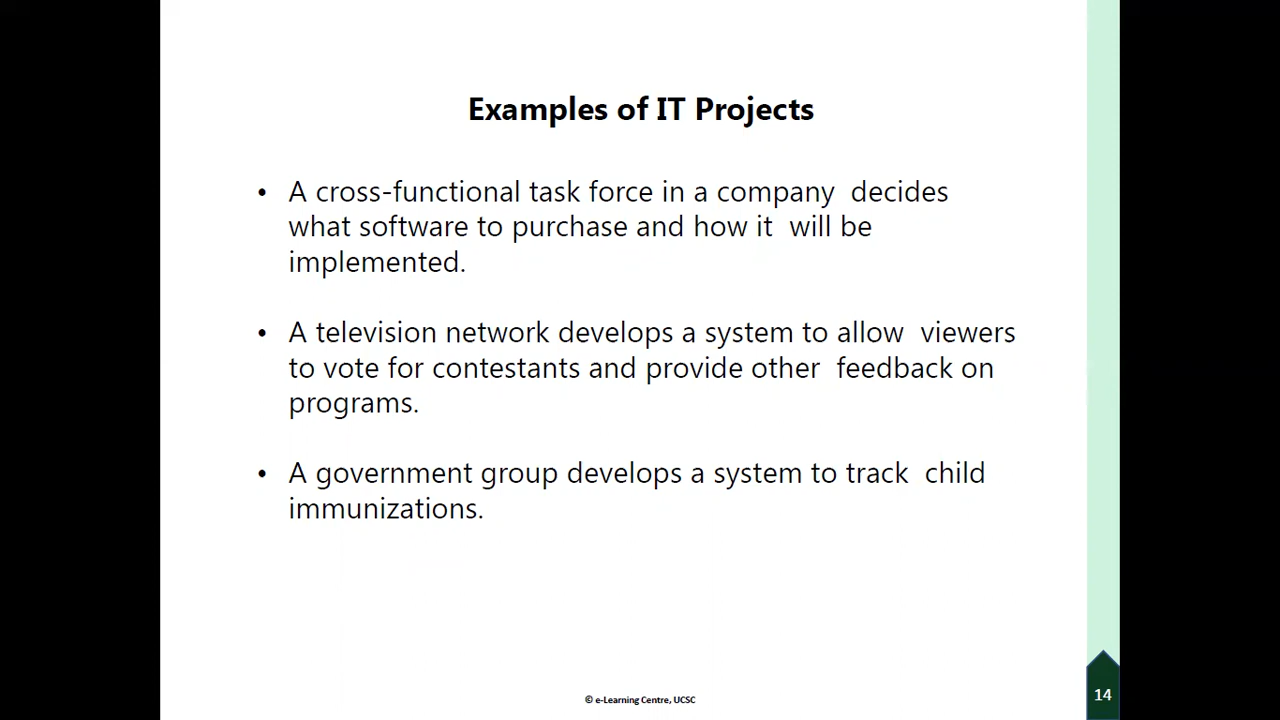 Examples of IT Projects
• A cross-functional task force in a company decides
what software to purchase and how it will be
implemented.
• A television network develops a system to allow viewers
to vote for contestants and provide other feedback on
programs.
• A government group develops a system to track child
immunizations.
© e-Learning Centre, UCSC
14